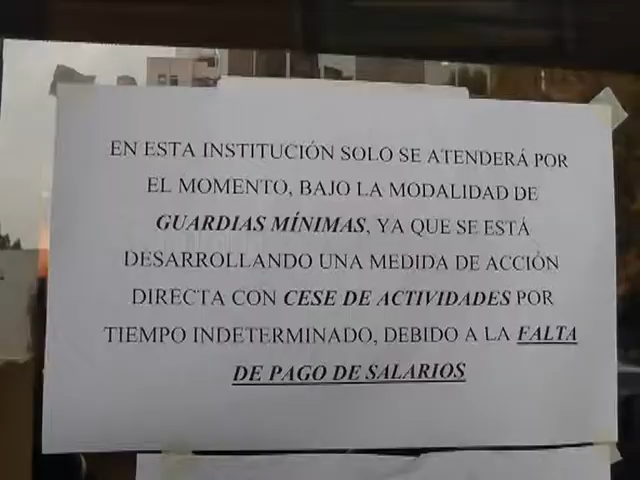 EN ESTA INSTITUCIÓN SOLO SE ATENDERÁ POR
EL MOMENTO, BAJO LA MODALIDAD DE
GUARDIAS MÍNIMAS, YA QUE SE ESTÁ
DESARROLLANDO UNA MEDIDA DE ACCIÓN
DIRECTA CON CESE DE ACTIVIDADES POR
TIEMPO INDETERMINADO, DEBIDO A LA FALTA
DE PAGO DE SALARIOS